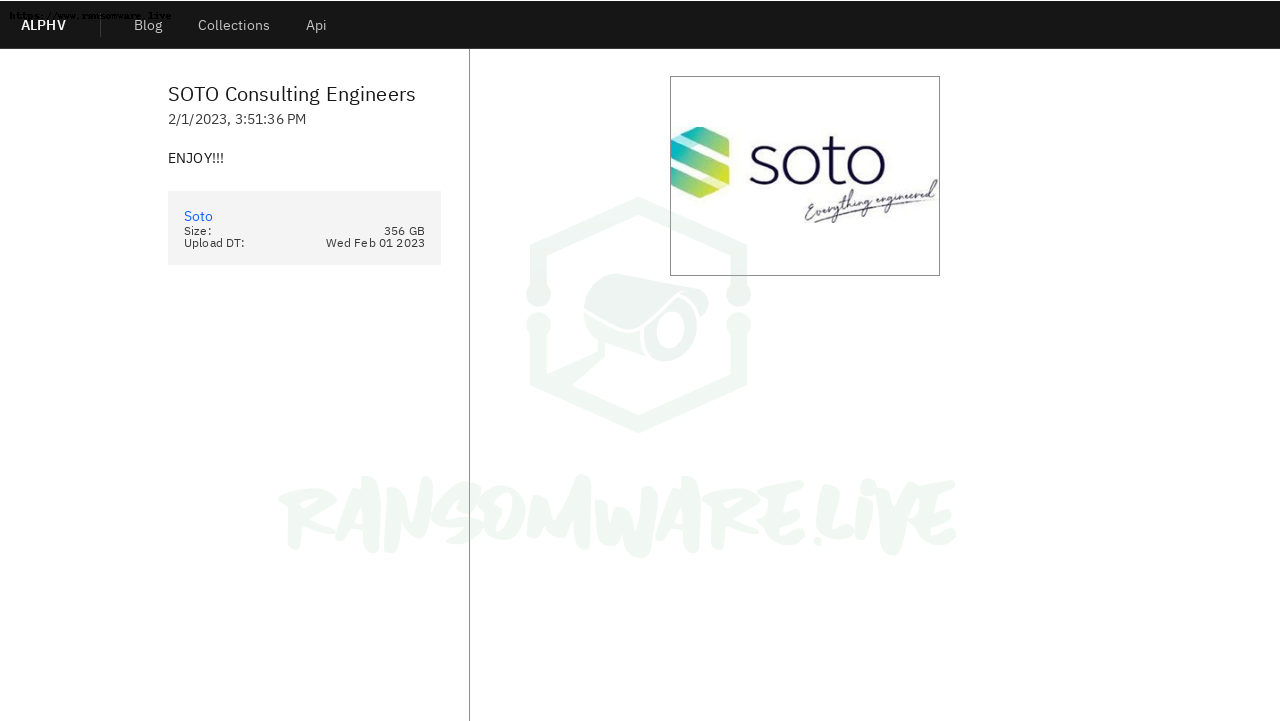 https://www.ransomware.live
ALPHV
Blog
Collections
Api
SOTO Consulting Engineers
2/1/2023, 3:51:36 PM
ENJOY!!!
Soto
Size: 356 GB
Upload DT: Wed Feb 01 2023
soto
Everything engineered
RANSOMWARE.LIVE